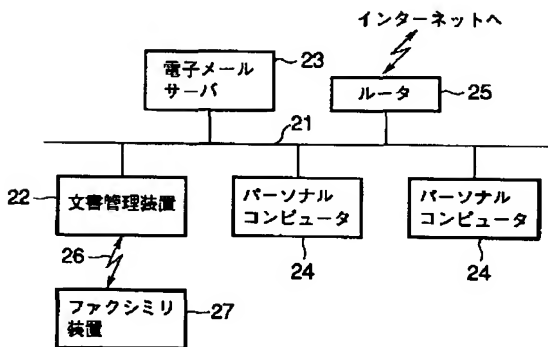 インターネットへ
電子メール
サーバ
23
ルータ
25
21
22
文書管理装置
パーソナル
コンピュータ
パーソナル
コンピュータ
26
24
24
ファクシミリ
装置
27